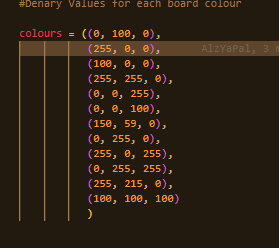 #Denary Values for each board colour
colours = ((0, 100, 0),
(255, 0, 0), AlrYaPal, 3 m
(100, 0, 0),
(255, 255, 0),
(0, 0, 255),
(0, 0, 100),
(150, 59, 0),
(0, 255, 0),
(255, 0, 255),
(0, 255, 255),
(255, 215, 0),
(100, 100, 100)
)